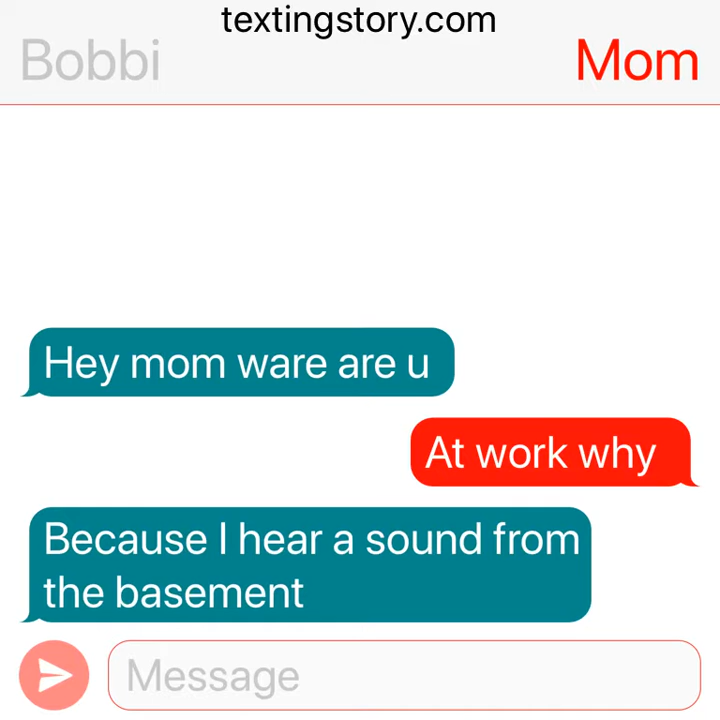 textingstory.com
Bobbi
Mom
Hey mom ware are u
At work why
Because I hear a sound from
the basement
Message